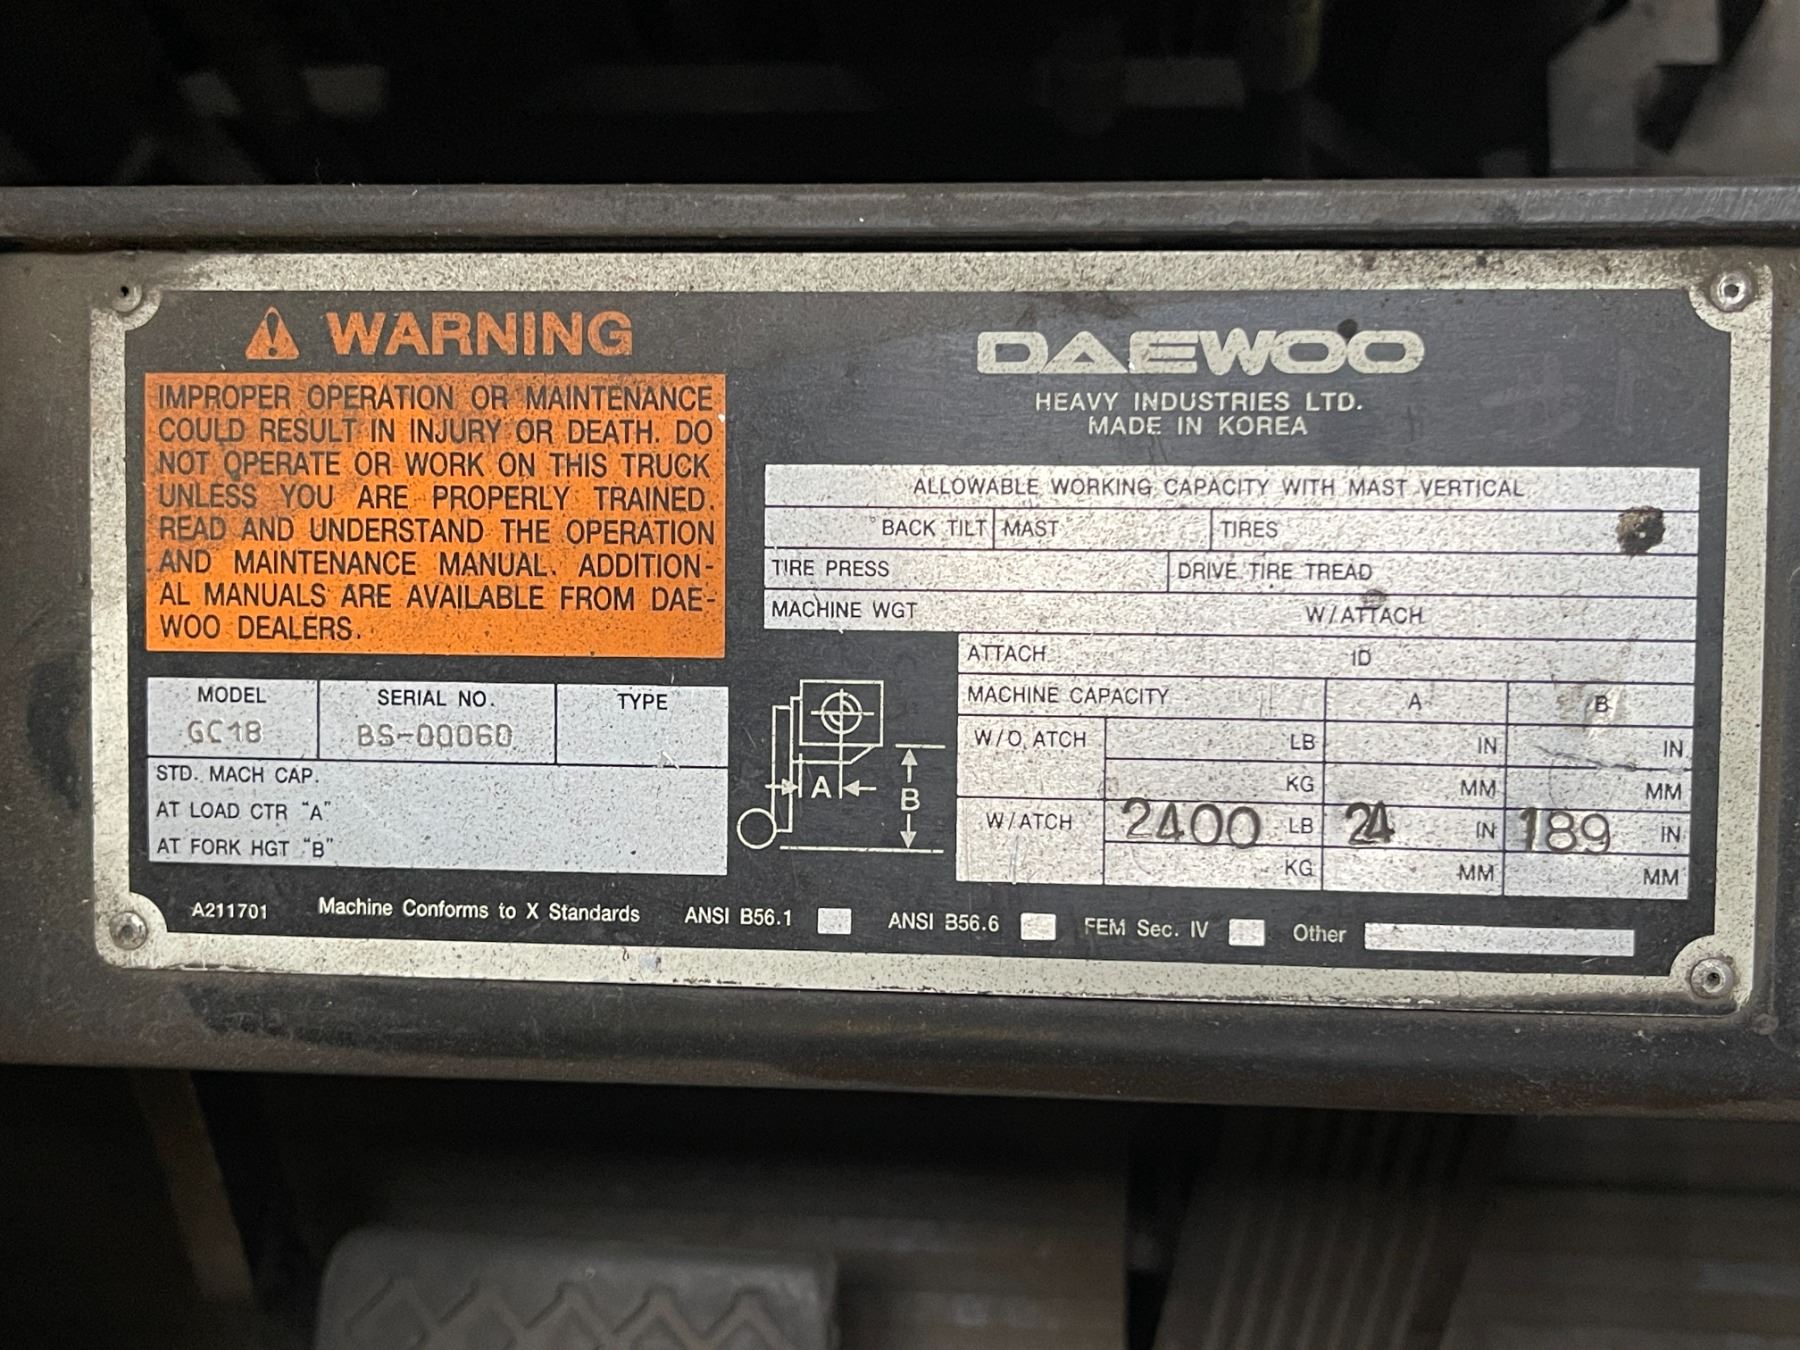 WARNING
IMPROPER OPERATION OR MAINTENANCE
COULD RESULT IN INJURY OR DEATH. DO
NOT OPERATE OR WORK ON THIS TRUCK
UNLESS YOU ARE PROPERLY TRAINED.
READ AND UNDERSTAND THE OPERATION
AND MAINTENANCE MANUAL. ADDITION-
AL MANUALS ARE AVAILABLE FROM DAE-
WOO DEALERS.
MODEL SERIAL NO. TYPE
GC18 BS-00060
STD. MACH CAP.
AT LOAD CTR "A"
AT FORK HGT "B"
DAEWOO
HEAVY INDUSTRIES LTD.
MADE IN KOREA
ALLOWABLE WORKING CAPACITY WITH MAST VERTICAL
BACK TILT MAST TIRES
TIRE PRESS DRIVE TIRE TREAD
MACHINE WGT W/ATTACH
ATTACH ID
MACHINE CAPACITY A B
W/O ATCH LB IN IN
KG MM MM
W/ATCH 2400 LB 24 IN 189 IN
KG MM MM
A B
A211701 Machine Conforms to X Standards ANSI B56.1 ANSI B56.6 FEM Sec. IV Other